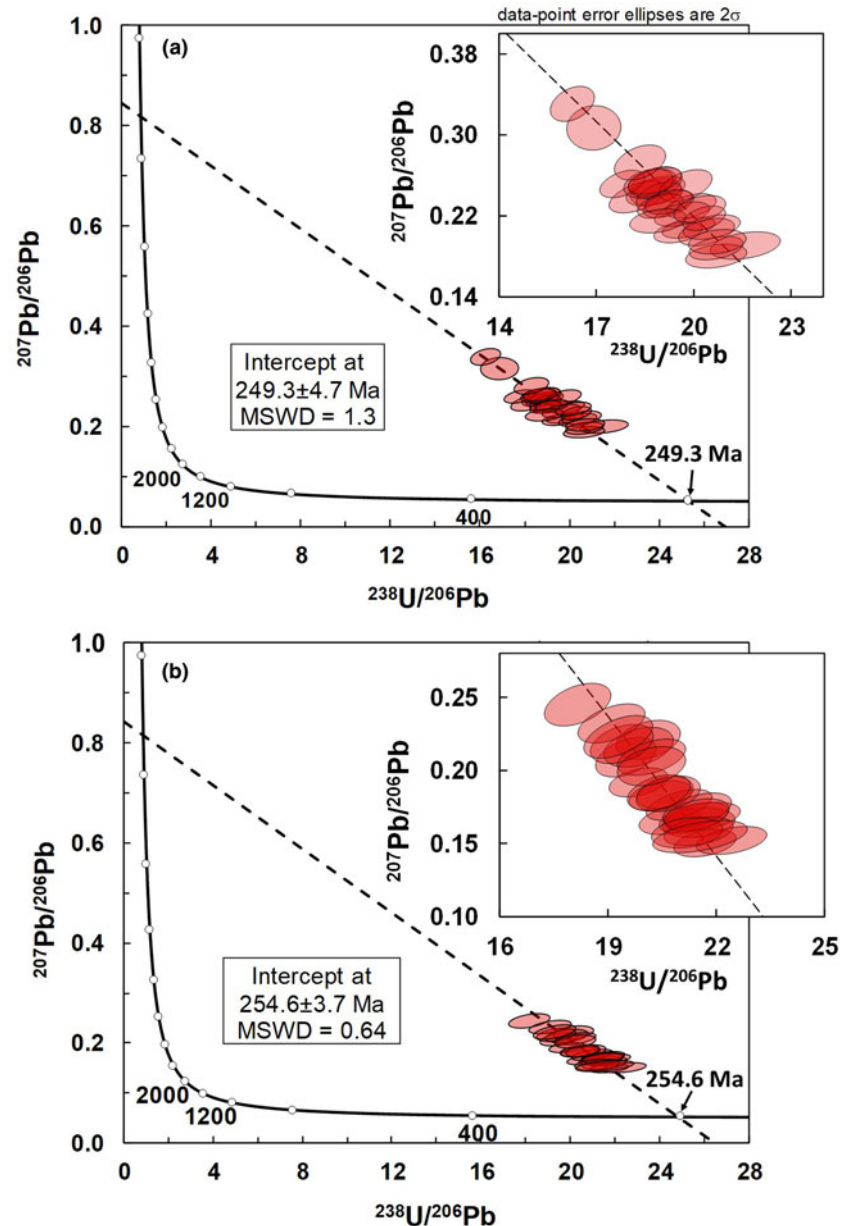 data-point error ellipses are 2σ
(a)
1.0
0.8
0.6
0.4
0.2
0.0
207Pb/206Pb
0 4 8 12 16 20 24 28
238U/206Pb
2000
1200
400
Intercept at
249.3±4.7 Ma
MSWD = 1.3
249.3 Ma
0.38
0.30
0.22
0.14
207Pb/206Pb
14 17 20 23
238U/206Pb
(b)
1.0
0.8
0.6
0.4
0.2
0.0
207Pb/206Pb
0 4 8 12 16 20 24 28
238U/206Pb
2000
1200
400
Intercept at
254.6±3.7 Ma
MSWD = 0.64
254.6 Ma
0.25
0.20
0.15
0.10
207Pb/206Pb
16 19 22 25
238U/206Pb